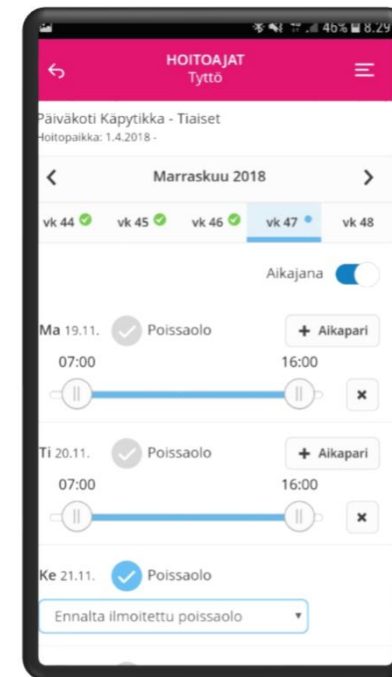 46% 8.29
HOITOAJAT
Tyttö
Päiväkoti Käpytikka - Tiaiset
Hoitopaikka: 1.4.2018 -
Marraskuu 2018
vk 44 vk 45 vk 46 vk 47 vk 48
Aikajana
Ma 19.11. Poissaolo + Aikapari
07:00 16:00
Ti 20.11. Poissaolo + Aikapari
07:00 16:00
Ke 21.11. Poissaolo
Ennalta ilmoitettu poissaolo